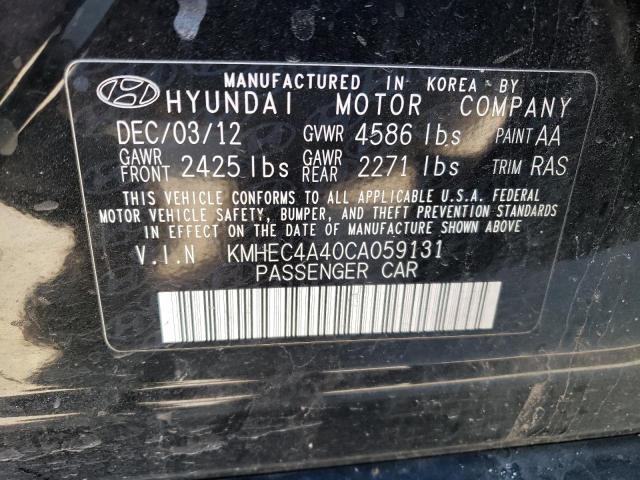 MANUFACTURED IN KOREA BY
HYUNDAI MOTOR COMPANY
DEC/03/12 GVWR 4586 lbs PAINT AA
GAWR FRONT 2425 lbs GAWR REAR 2271 lbs TRIM RAS
THIS VEHICLE CONFORMS TO ALL APPLICABLE U.S.A. FEDERAL
MOTOR VEHICLE SAFETY, BUMPER, AND THEFT PREVENTION STANDARDS
IN EFFECT ON THE DATE OF MANUFACTURE SHOWN ABOVE.
V.I.N KMHEC4A40CA059131
PASSENGER CAR